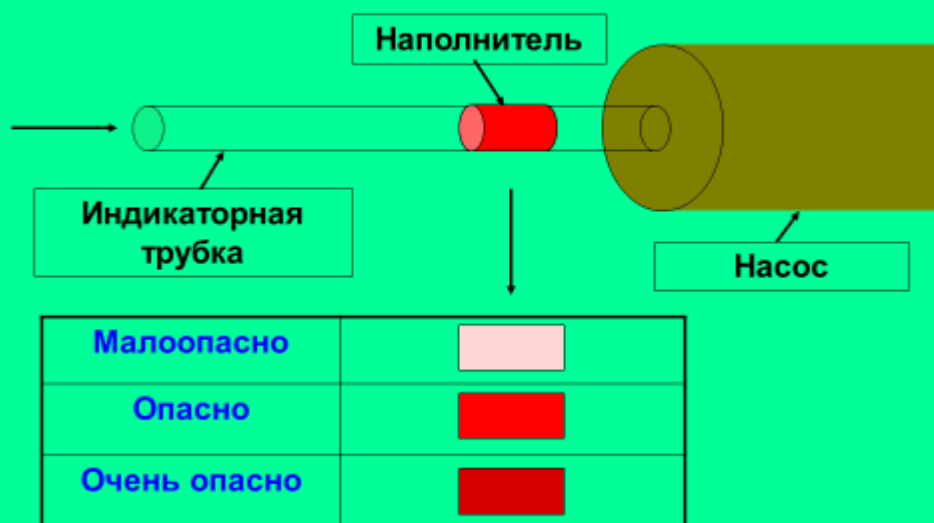 Наполнитель
Индикаторная
трубка
Насос
Малоопасно
Опасно
Очень опасно